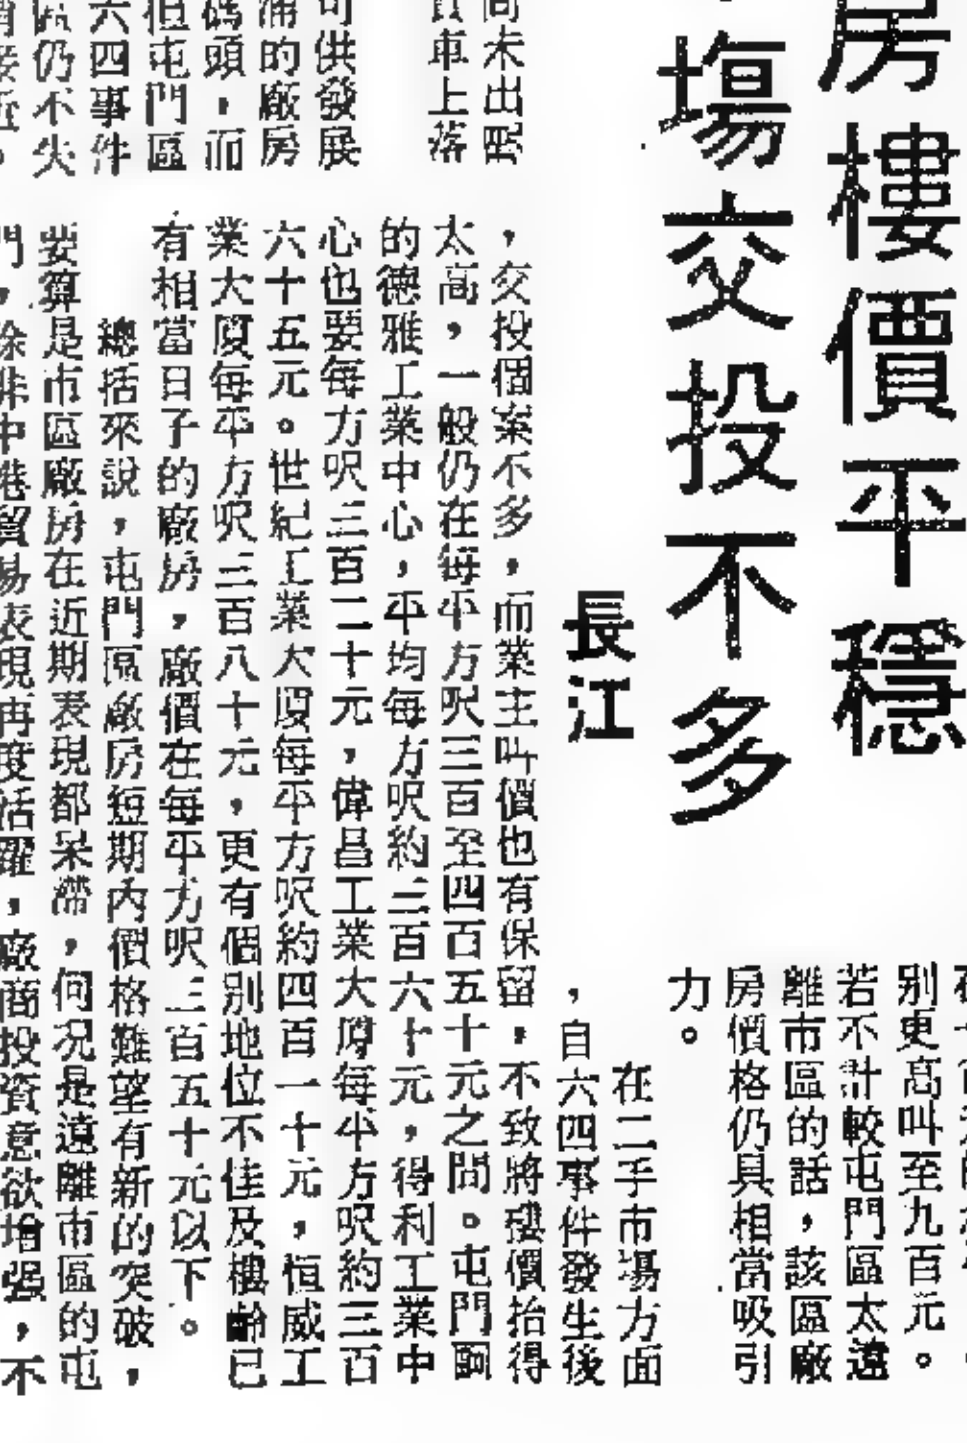 房樓價平穩
場交投不多
長江
未出
車上落
可供發展
的廠房
碼頭,而
但屯門區
六四事件
區仍不失
別更高叫至九百元。
若不計較屯門區太遠
離市區的話,該區廠
房價格仍具相當吸引
力。
在二手市場方面
,自六四事件發生後
,交投個案不多,而業主叫價也有保留,不致將樓價抬得
太高,一般仍在每平方呎三百至四百五十元之間。屯門
的德雅工業中心,平均每方呎約三百六十元,得利工業中
心也要每方呎三百二十元,偉昌工業大廈每平方呎約三百
六十五元。世紀工業大廈每平方呎約四百一十元,恒威工
業大廈每平方呎三百八十元,更有個別地位不佳及樓齡已
有相當日子的廠房,廠價在每平方呎三百五十元以下。
總括來說,屯門區廠房短期內價格難望有新的突破,
要算是市區廠房在近期表現都呆滯,何況是遠離市區的屯
門,除非中港貿易表現再度活躍,廠商投資意欲增强,不